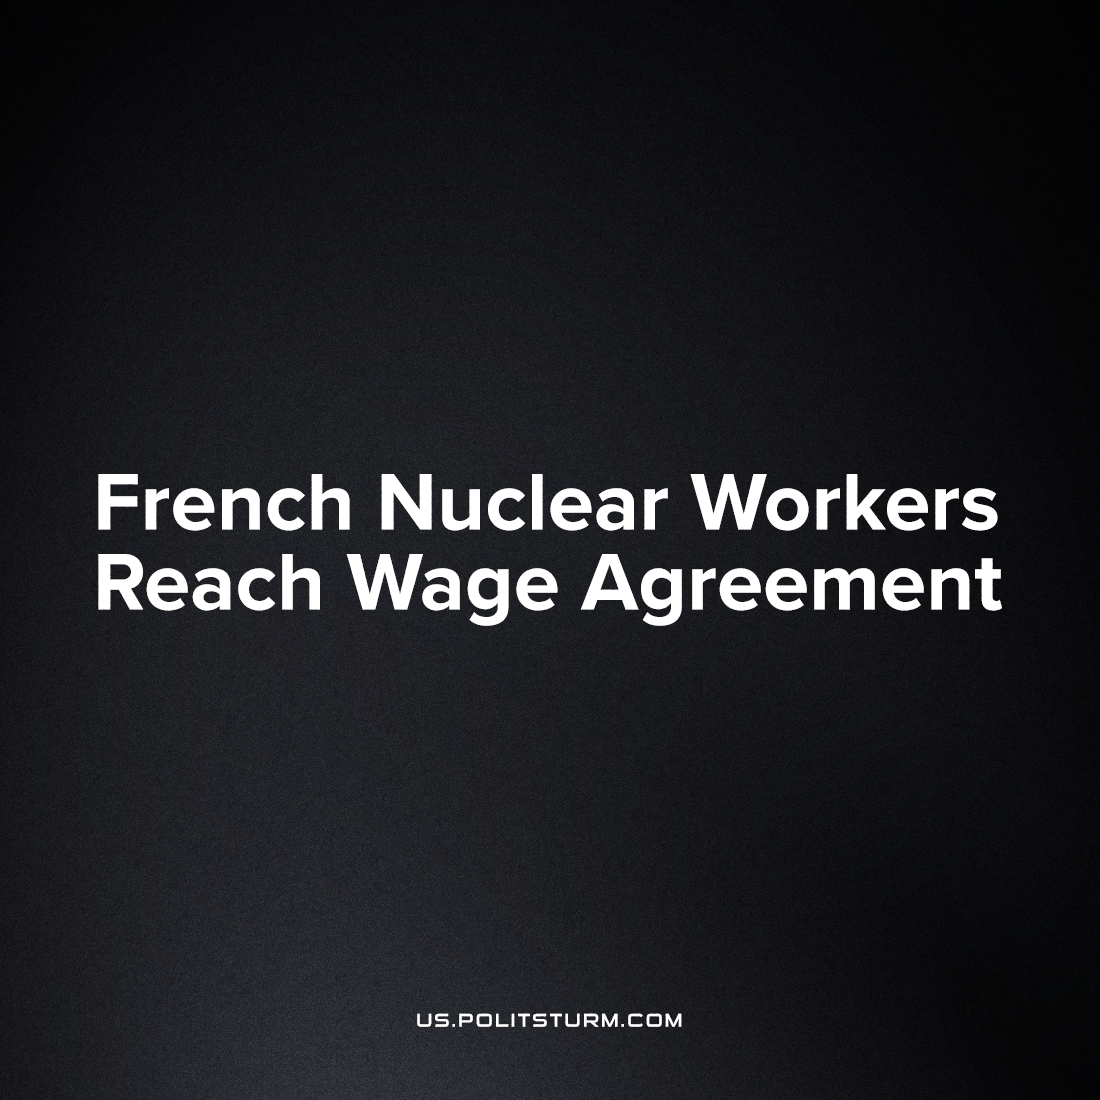 French Nuclear Workers
Reach Wage Agreement
US.POLITSTURM.COM